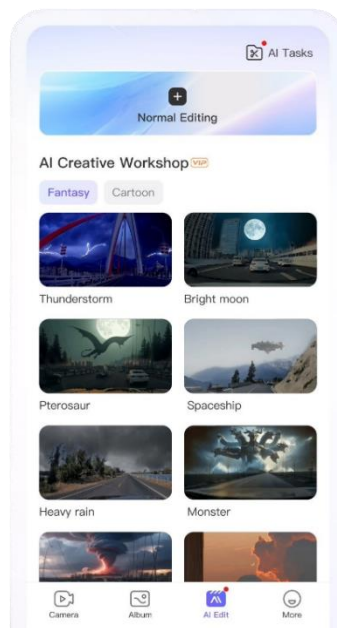 AI Tasks
Normal Editing
AI Creative Workshop VIP
Fantasy Cartoon
Thunderstorm Bright moon
Pterosaur Spaceship
Heavy rain Monster
Camera Album AI Edit More